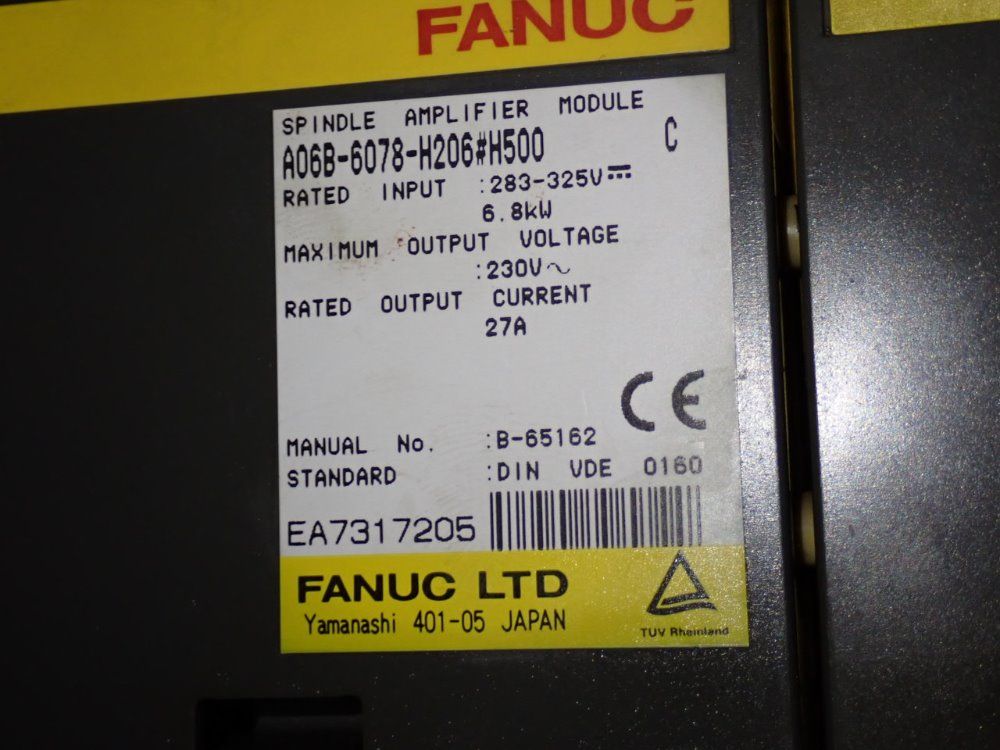 FANUC
SPINDLE AMPLIFIER MODULE
A06B-6078-H206#H500 C
RATED INPUT :283-325V⎓
6.8kW
MAXIMUM OUTPUT VOLTAGE
:230V~
RATED OUTPUT CURRENT
27A
CE
MANUAL No. :B-65162
STANDARD :DIN VDE 0160
EA7317205
FANUC LTD
Yamanashi 401-05 JAPAN
TUV Rheinland